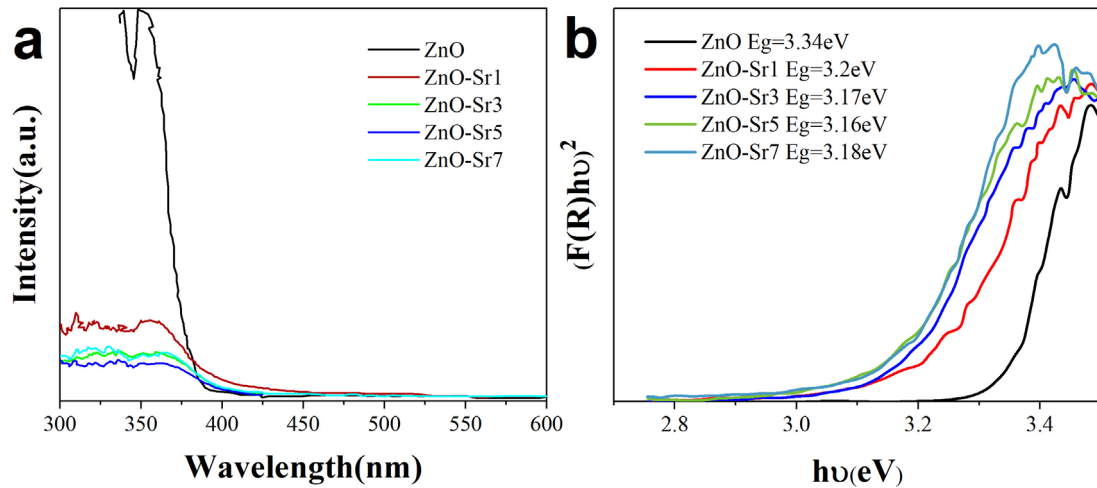 a
Intensity(a.u.)
ZnO
ZnO-Sr1
ZnO-Sr3
ZnO-Sr5
ZnO-Sr7
300 350 400 450 500 550 600
Wavelength(nm)
b
(F(R)hυ)²
ZnO Eg=3.34eV
ZnO-Sr1 Eg=3.2eV
ZnO-Sr3 Eg=3.17eV
ZnO-Sr5 Eg=3.16eV
ZnO-Sr7 Eg=3.18eV
2.8 3.0 3.2 3.4
hυ(eV)